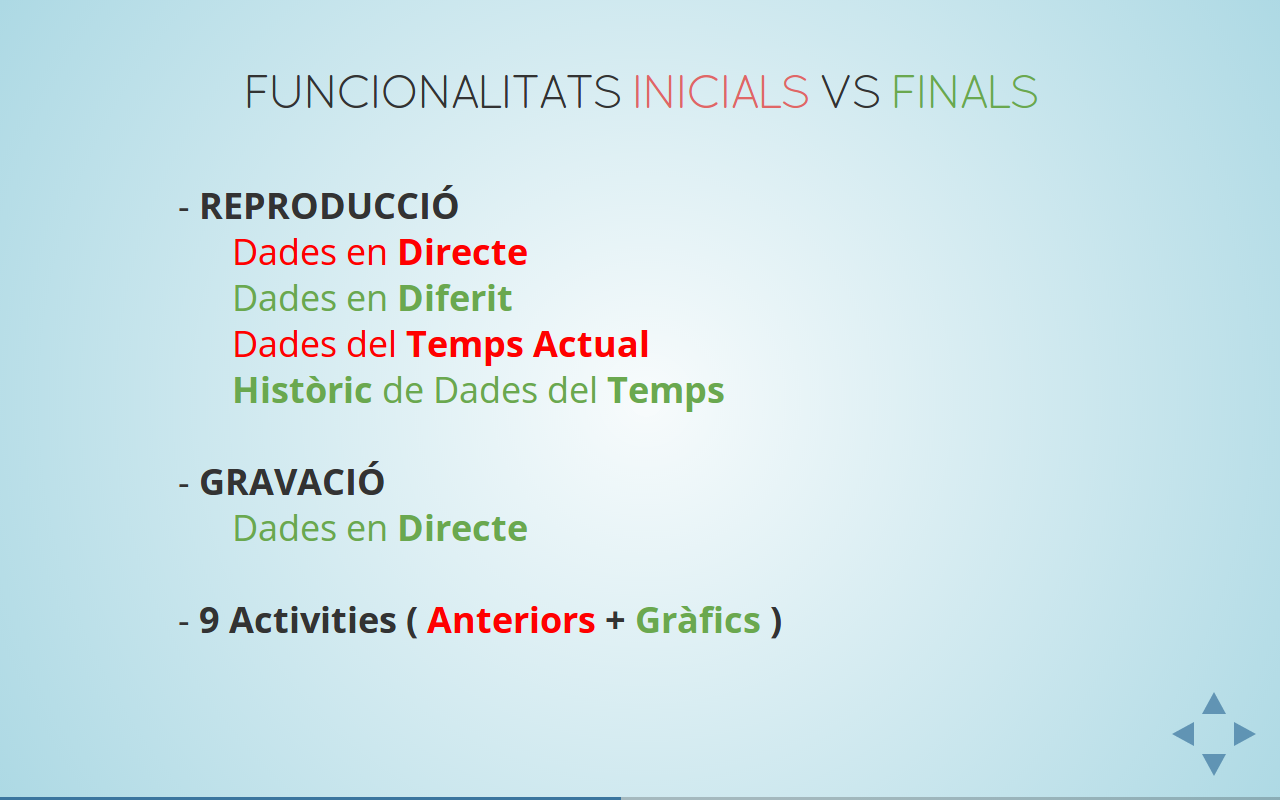 FUNCIONALITATS INICIALS VS FINALS
- REPRODUCCIÓ
Dades en Directe
Dades en Diferit
Dades del Temps Actual
Històric de Dades del Temps
- GRAVACIÓ
Dades en Directe
- 9 Activities ( Anteriors + Gràfics )